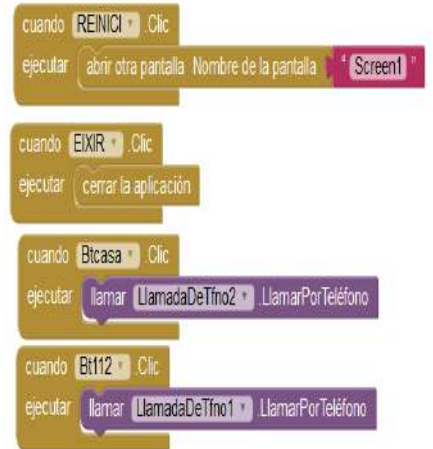 cuando REINICI .Clic
ejecutar abrir otra pantalla Nombre de la pantalla " Screen1 "
cuando EIXIR .Clic
ejecutar cerrar la aplicación
cuando Btcasa .Clic
ejecutar llamar LlamadaDeTfno2 .LlamarPorTeléfono
cuando Bt112 .Clic
ejecutar llamar LlamadaDeTfno1 .LlamarPorTeléfono